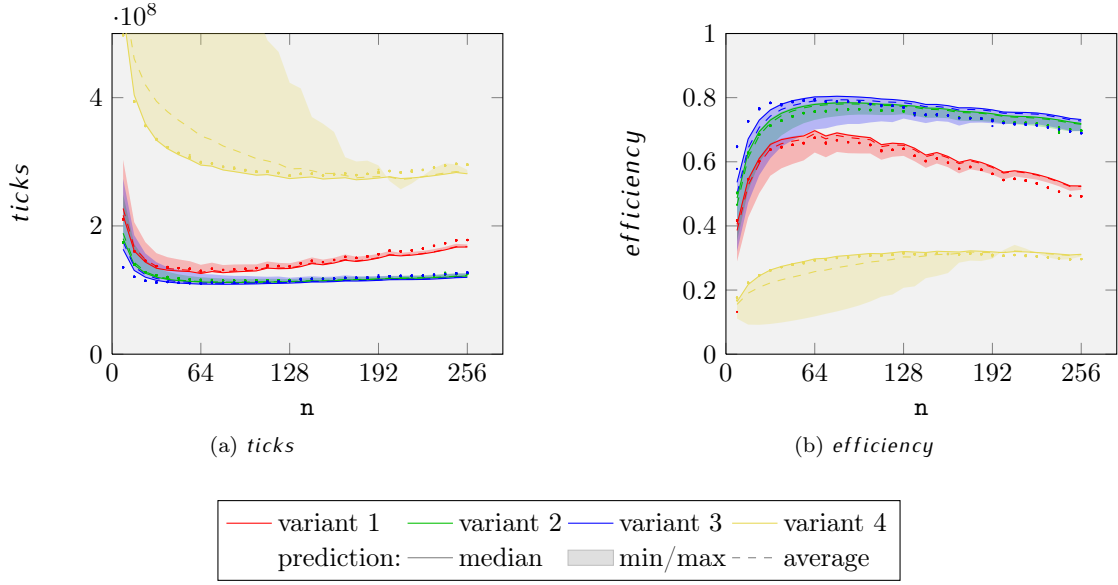 ·10⁸
4
2
0
ticks
0 64 128 192 256
n
(a) ticks
1
0.8
0.6
0.4
0.2
0
efficiency
0 64 128 192 256
n
(b) efficiency
variant 1 variant 2 variant 3 variant 4
prediction: median min/max average